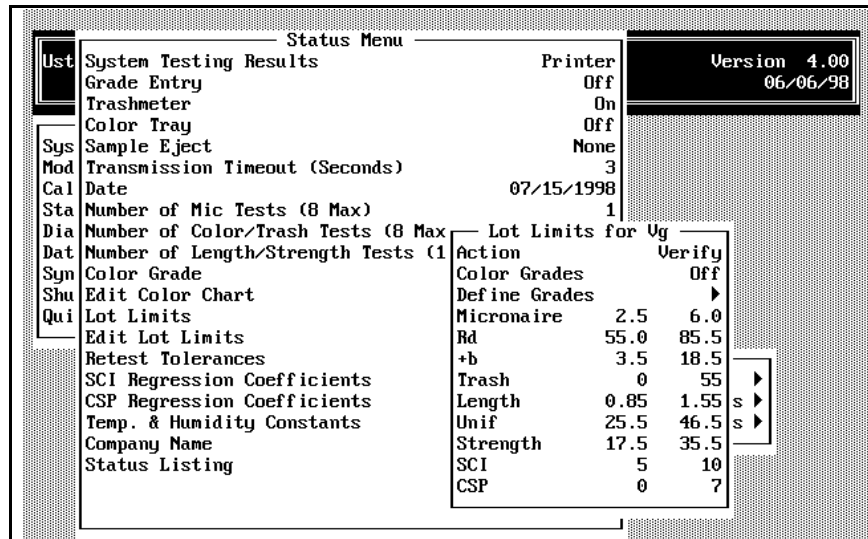 Status Menu
Ust
Version 4.00
06/06/98
System Testing Results Printer
Grade Entry Off
Trashmeter On
Color Tray Off
Sys Sample Eject None
Mod Transmission Timeout (Seconds) 3
Cal Date 07/15/1998
Sta Number of Mic Tests (8 Max) 1
Dia Number of Color/Trash Tests (8 Max
Dat Number of Length/Strength Tests (1
Syn Color Grade
Shu Edit Color Chart
Qui Lot Limits
Edit Lot Limits
Retest Tolerances
SCI Regression Coefficients
CSP Regression Coefficients
Temp. & Humidity Constants
Company Name
Status Listing
Lot Limits for Vg
Action Verify
Color Grades Off
Define Grades
Micronaire 2.5 6.0
Rd 55.0 85.5
+b 3.5 18.5
Trash 0 55
Length 0.85 1.55 s
Unif 25.5 46.5 s
Strength 17.5 35.5
SCI 5 10
CSP 0 7